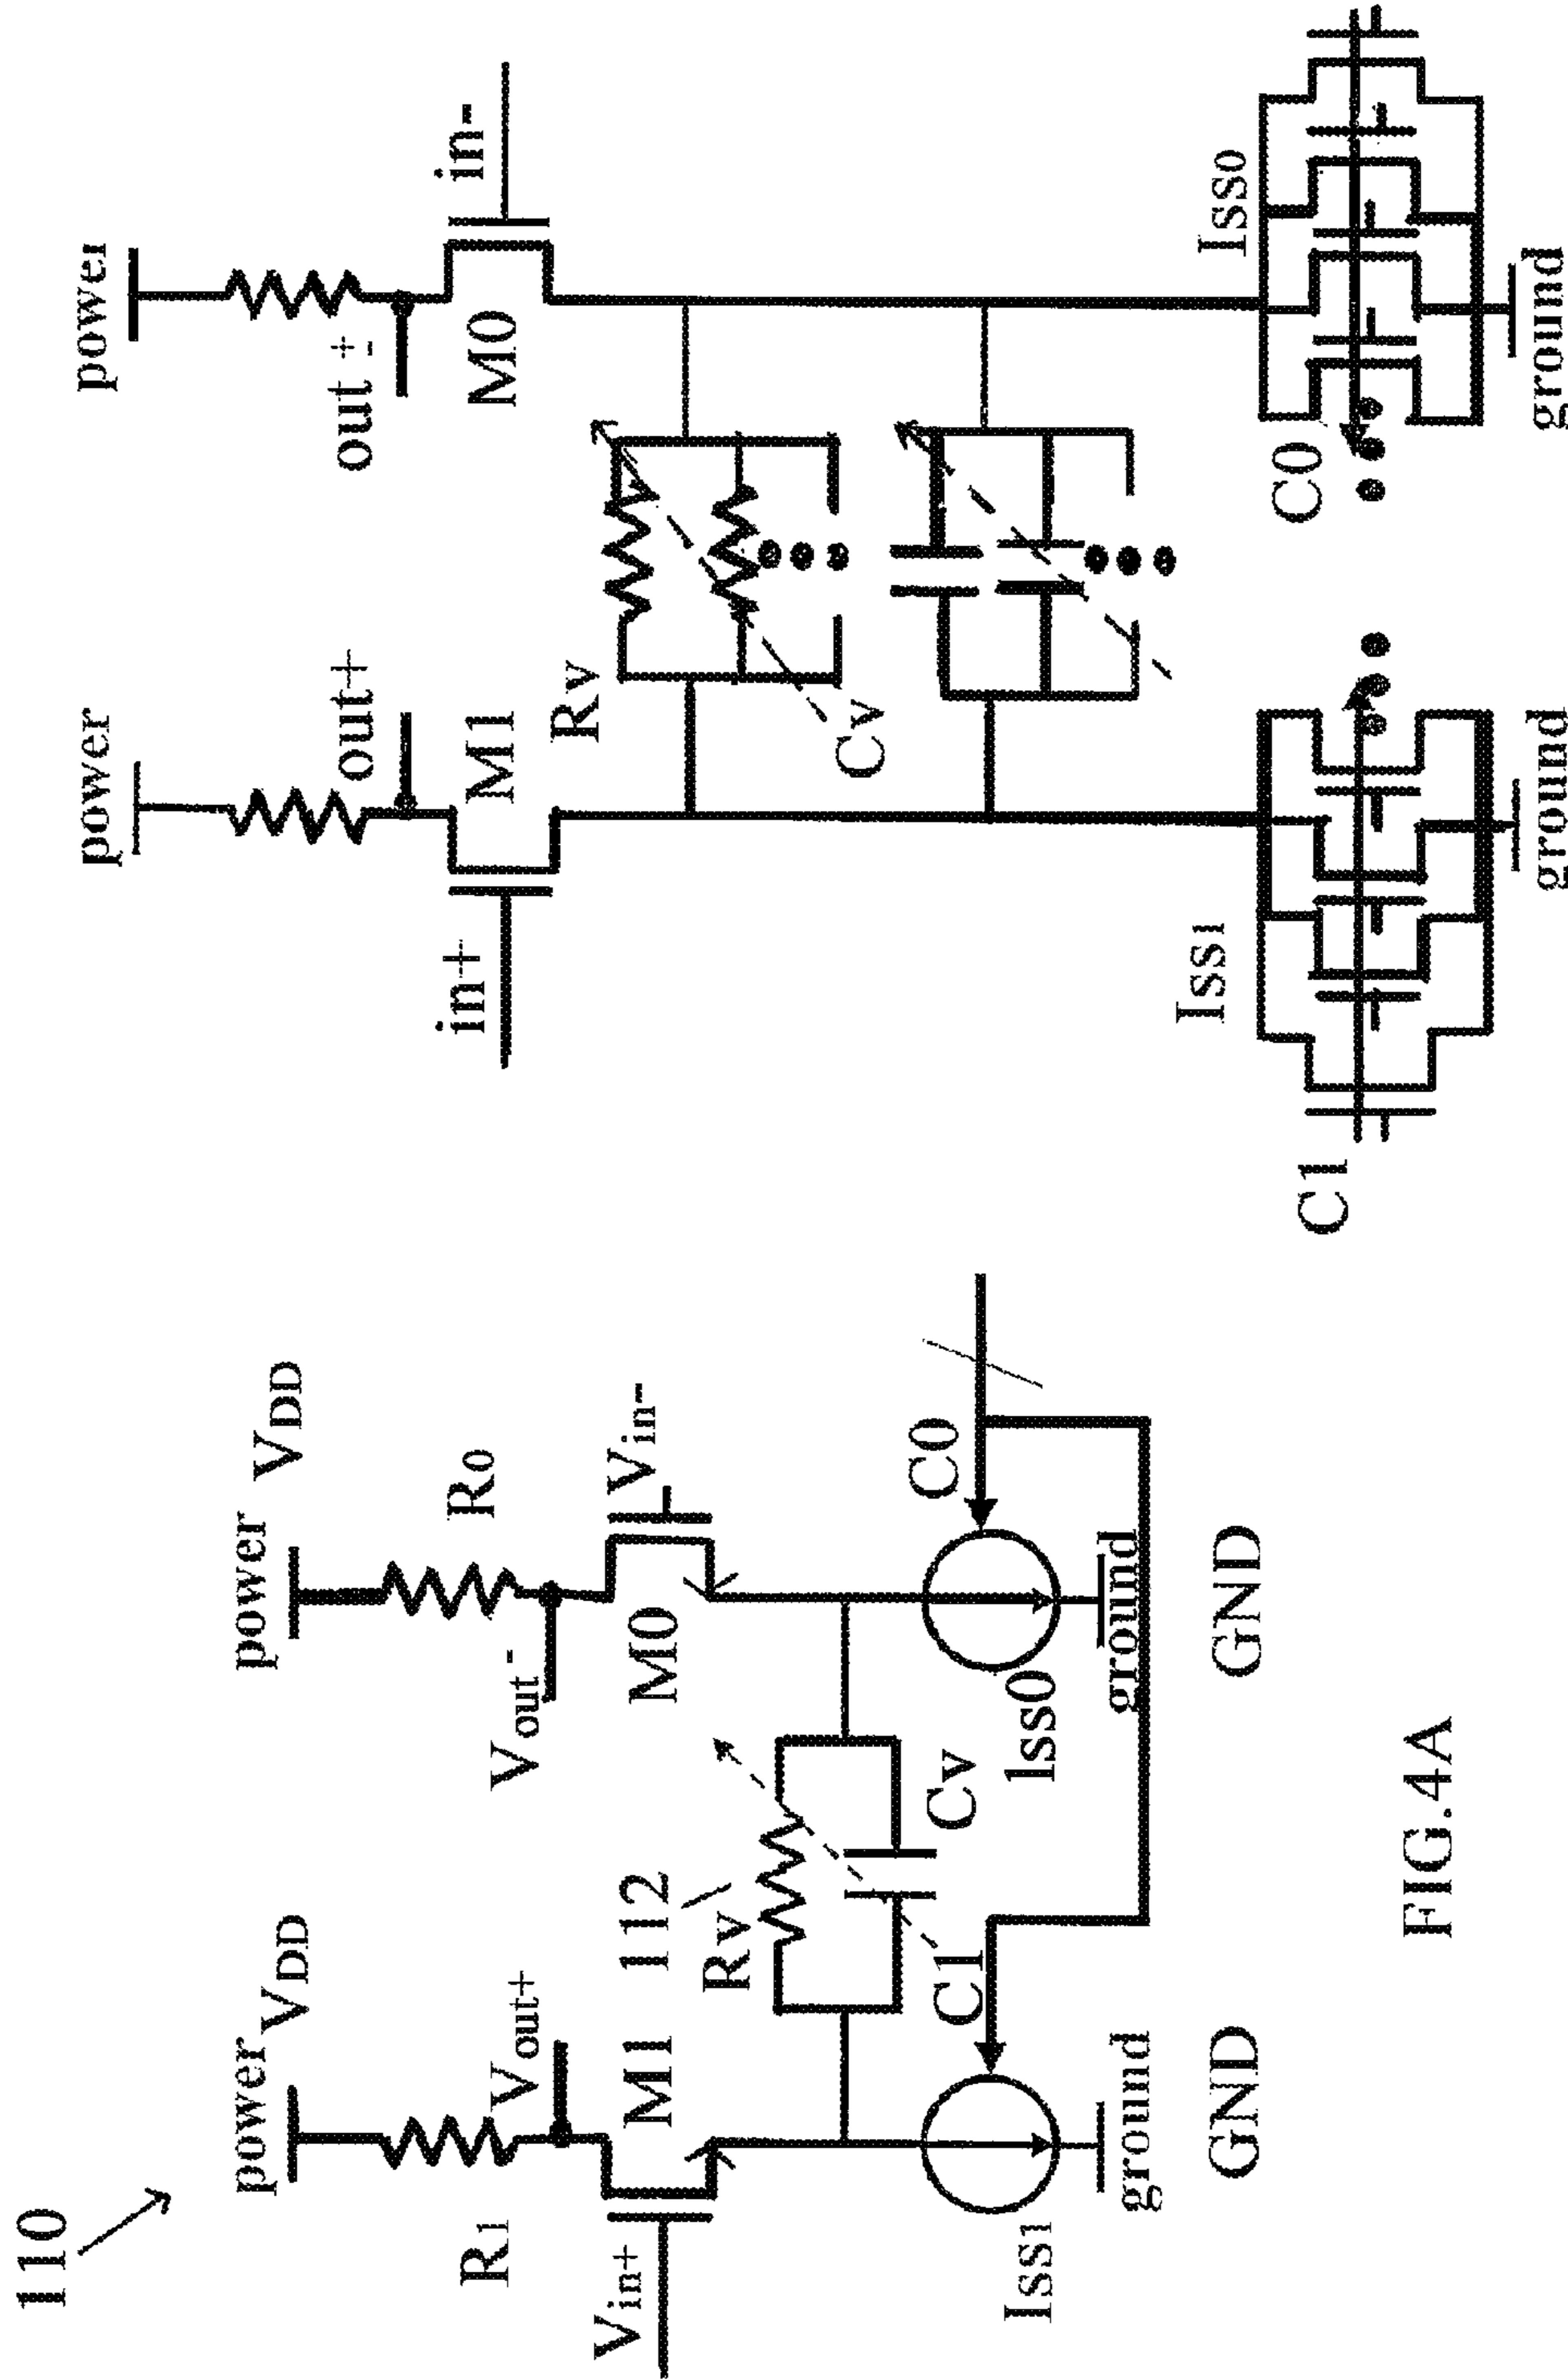 110
power VDD
power VDD
R1
R0
Vout+
Vout-
Vin+
M1
M0
Vin-
112
Rv
Cv
C1
C0
Iss1
Iss0
ground
ground
GND
GND
FIG.4A
power
power
out+
out ±
in+
M1
M0
in-
Rv
Cv
Iss1
Iss0
C1
C0
ground
ground